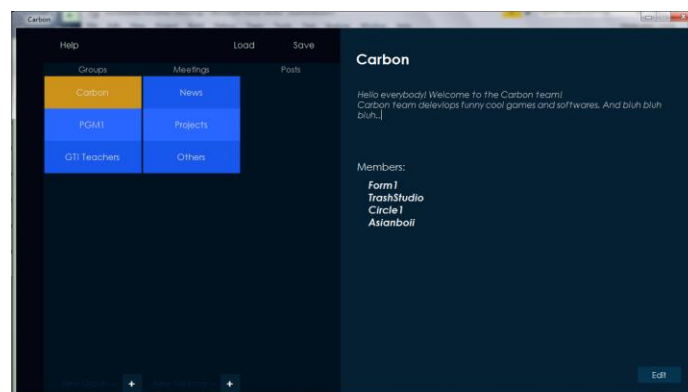 Carbon
Help Load Save
Groups Meetings Posts
Carbon News
PGM1 Projects
GTI Teachers Others
+ +
Carbon
Hello everybody! Welcome to the Carbon team!
Carbon team delevlops funny cool games and softwares. And bluh bluh
bluh..
Members:
Form1
TrashStudio
Circle1
Asianboii
Edit